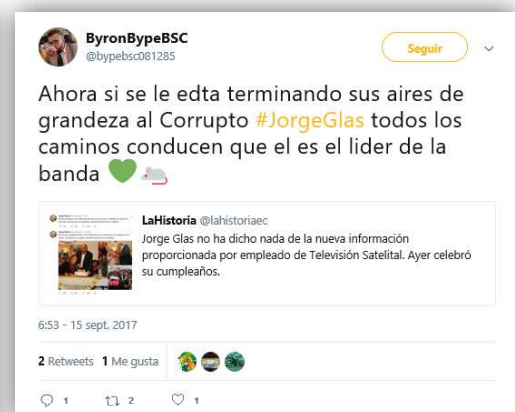 ByronBypeBSC
@bypebsc081285
Seguir
Ahora si se le edta terminando sus aires de
grandeza al Corrupto #JorgeGlas todos los
caminos conducen que el es el lider de la
banda 💚🐁
LaHistoria @lahistoriaec
Jorge Glas no ha dicho nada de la nueva información
proporcionada por empleado de Televisión Satelital. Ayer celebró
su cumpleaños.
6:53 - 15 sept. 2017
2 Retweets 1 Me gusta
1 2 1